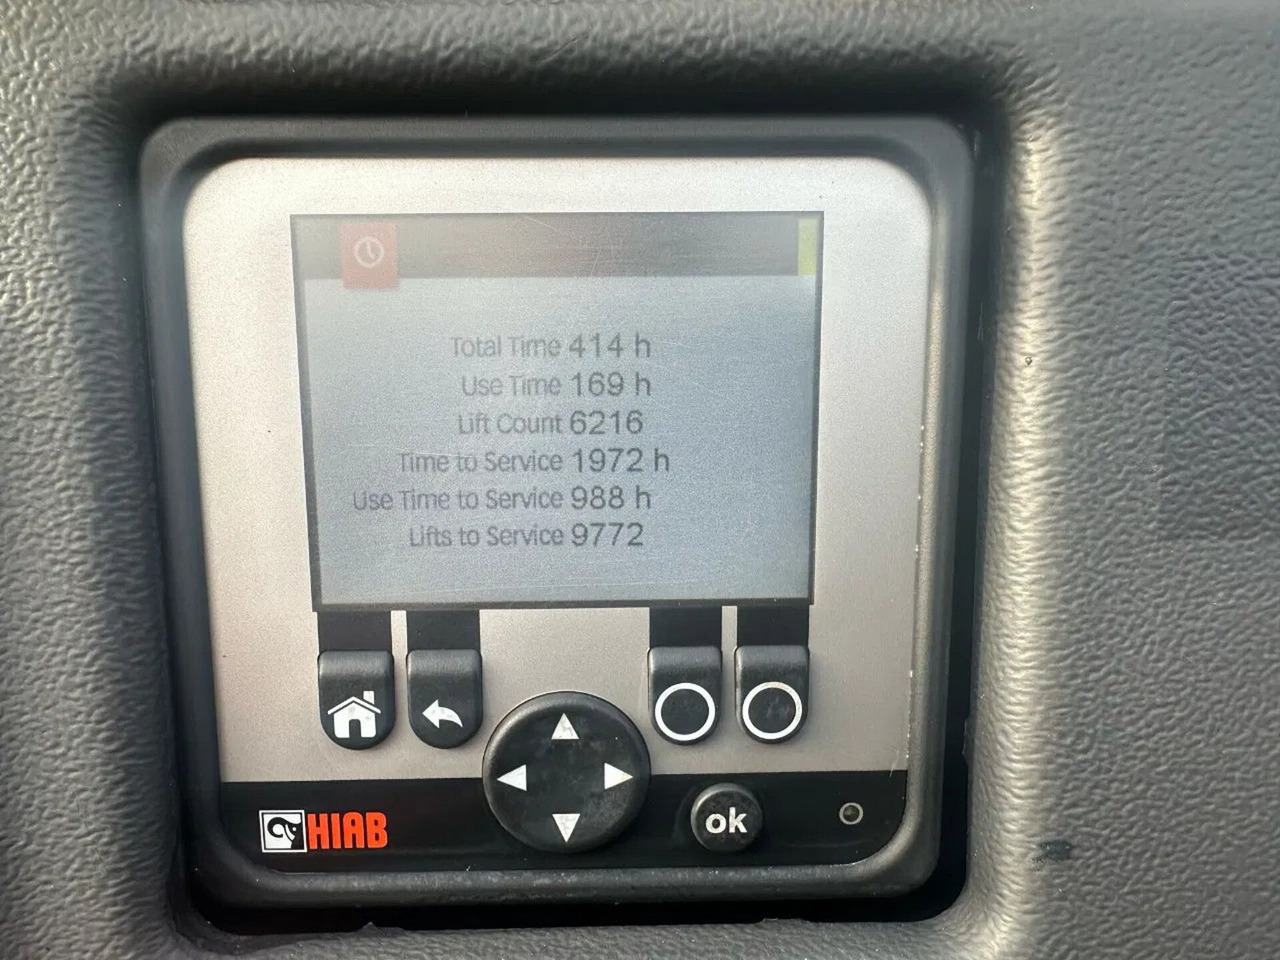 Total Time 414 h
Use Time 169 h
Lift Count 6216
Time to Service 1972 h
Use Time to Service 988 h
Lifts to Service 9772
HIAB
ok